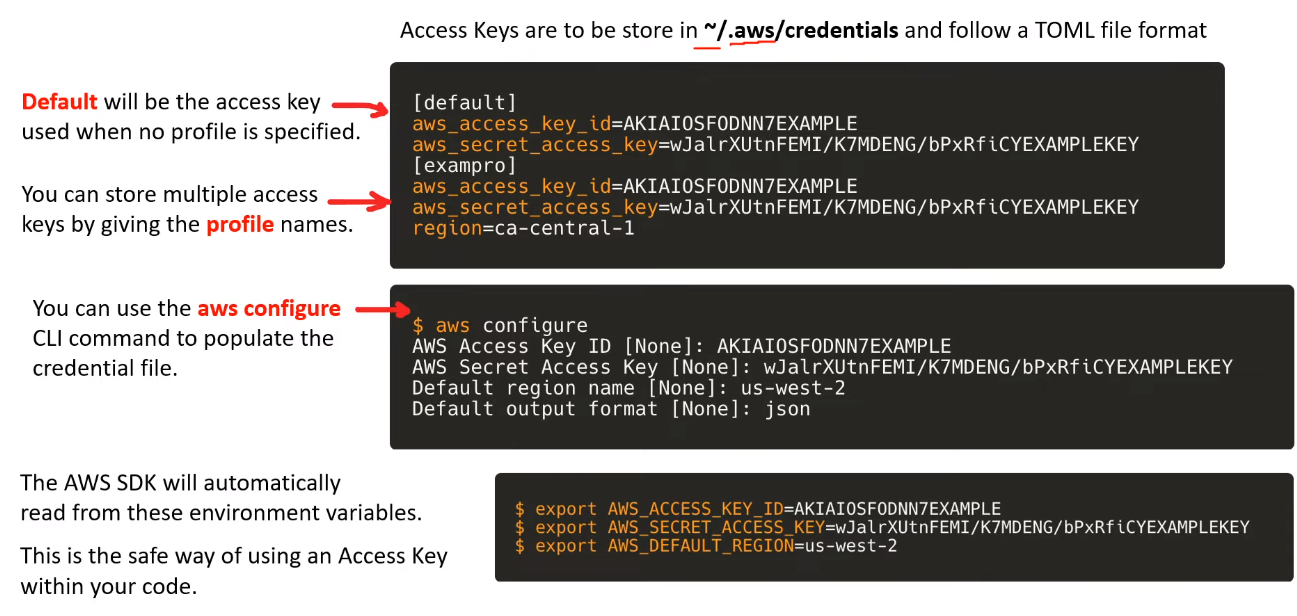 Access Keys are to be store in ~/.aws/credentials and follow a TOML file format
Default will be the access key
used when no profile is specified.
[default]
aws_access_key_id=AKIAIOSFODNN7EXAMPLE
aws_secret_access_key=wJalrXUtnFEMI/K7MDENG/bPxRfiCYEXAMPLEKEY
[exampro]
aws_access_key_id=AKIAIOSFODNN7EXAMPLE
aws_secret_access_key=wJalrXUtnFEMI/K7MDENG/bPxRfiCYEXAMPLEKEY
region=ca-central-1
You can store multiple access
keys by giving the profile names.
You can use the aws configure
CLI command to populate the
credential file.
$ aws configure
AWS Access Key ID [None]: AKIAIOSFODNN7EXAMPLE
AWS Secret Access Key [None]: wJalrXUtnFEMI/K7MDENG/bPxRfiCYEXAMPLEKEY
Default region name [None]: us-west-2
Default output format [None]: json
The AWS SDK will automatically
read from these environment variables.
This is the safe way of using an Access Key
within your code.
$ export AWS_ACCESS_KEY_ID=AKIAIOSFODNN7EXAMPLE
$ export AWS_SECRET_ACCESS_KEY=wJalrXUtnFEMI/K7MDENG/bPxRfiCYEXAMPLEKEY
$ export AWS_DEFAULT_REGION=us-west-2